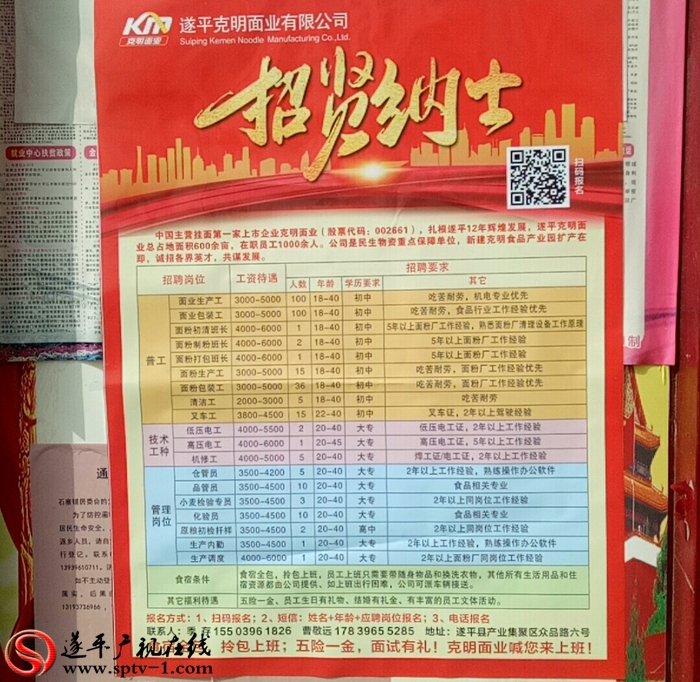 KM
克明面业
遂平克明面业有限公司
Suiping Kemen Noodle Manufacturing Co.,Ltd.
招贤纳士
扫码报名
就业中心扶贫政策
中国主营挂面第一家上市企业克明面业（股票代码：002661），扎根遂平12年辉煌发展，遂平克明面
业总占地面积600余亩，在职员工1000余人。公司是民生物资重点保障单位，新建克明食品产业园扩产在
即，诚招各界英才，共谋发展。
招聘岗位 工资待遇 招聘要求
人数 年龄 学历要求 其它
普工
面业生产工 3000-5000 100 18-40 初中 吃苦耐劳，机电专业优先
面业包装工 3000-5000 100 18-40 初中 吃苦耐劳，食品行业工作经验优先
面粉初清班长 4000-6000 1 18-40 初中 5年以上面粉厂工作经验，熟悉面粉厂清理设备工作原理
面粉制粉班长 4000-6000 2 18-40 初中 5年以上面粉厂工作经验
面粉打包班长 4000-6000 1 18-40 初中 5年以上面粉厂工作经验
面粉生产工 3000-5000 15 18-40 初中 吃苦耐劳，面粉厂工作经验优先
面粉包装工 3000-5000 36 18-40 初中 吃苦耐劳，面粉厂工作经验优先
清洁工 2000-3000 5 18-40 初中 吃苦耐劳
叉车工 3800-4500 15 22-40 初中 叉车证，2年以上驾驶经验
技术工种
低压电工 4000-5500 2 20-40 大专 低压电工证，2年以上工作经验
高压电工 4000-6000 1 20-45 大专 高压电工证，5年以上工作经验
机修工 4000-5000 5 20-40 大专 焊工证/电工证，2年以上工作经验
管理岗位
仓管员 3500-4200 5 20-40 大专 2年以上工作经验，熟练操作办公软件
品管员 3500-4500 10 20-40 大专 食品相关专业
小麦检验专员 3500-4500 3 20-40 大专 2年以上同岗位工作经验
化验员 3500-4500 10 20-40 大专 食品相关专业
原粮初检扦样 3500-4500 2 20-40 高中 2年以上同岗位工作经验
生产内勤 3500-4500 1 20-40 大专 2年以上工作经验，熟练操作办公软件
生产调度 4000-6000 1 20-40 大专 2年以上面粉厂同岗位工作经验
食宿条件 食宿全包，拎包上班，员工上班只需要带随身物品和换洗衣物，其他所有生活用品和住
宿资源都由公司提供、如上班出行困难，公司可派车辆接送。
其它福利待遇 五险一金、员工生日有礼物、结婚有礼金、有丰富的员工文体活动。
报名方式：1、扫码报名；2、短信：姓名+年龄+应聘岗位报名；3、电话报名
联系人：季 存 155 0396 1826 曹敬远 178 3965 5285 地址：遂平县产业集聚区众品路六号
拎包上班；五险一金，面试有礼！克明面业喊您来上班！
遂平广视在线
www.sptv-1.com
为了防控
居民生命安全
13939610711
13193736966
制